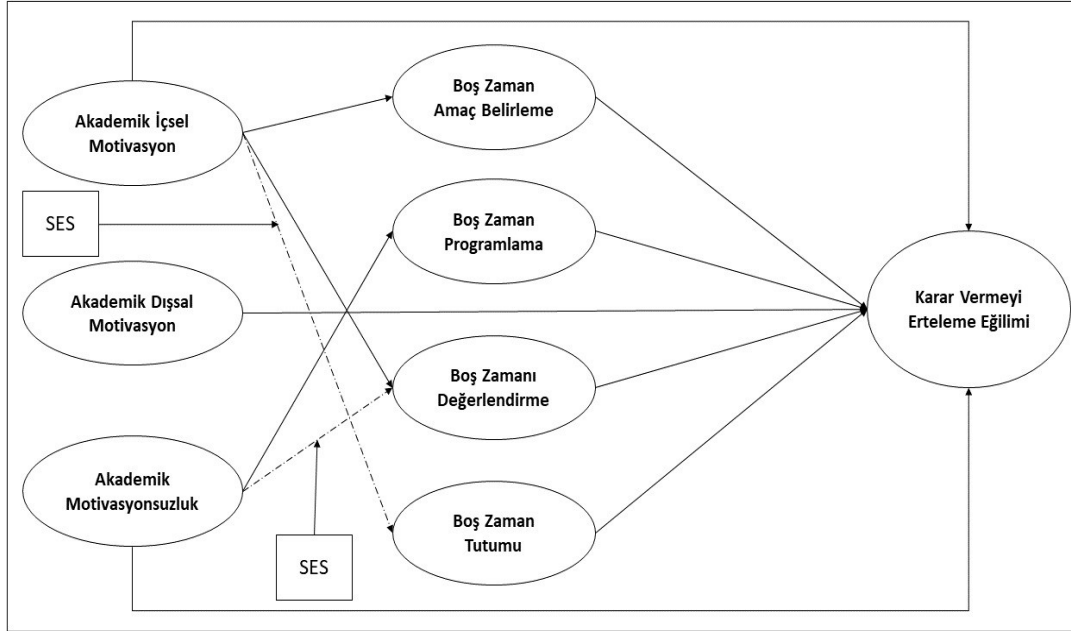 Akademik İçsel
Motivasyon
SES
Akademik Dışsal
Motivasyon
Akademik
Motivasyonsuzluk
SES
Boş Zaman
Amaç Belirleme
Boş Zaman
Programlama
Boş Zamanı
Değerlendirme
Boş Zaman
Tutumu
Karar Vermeyi
Erteleme Eğilimi